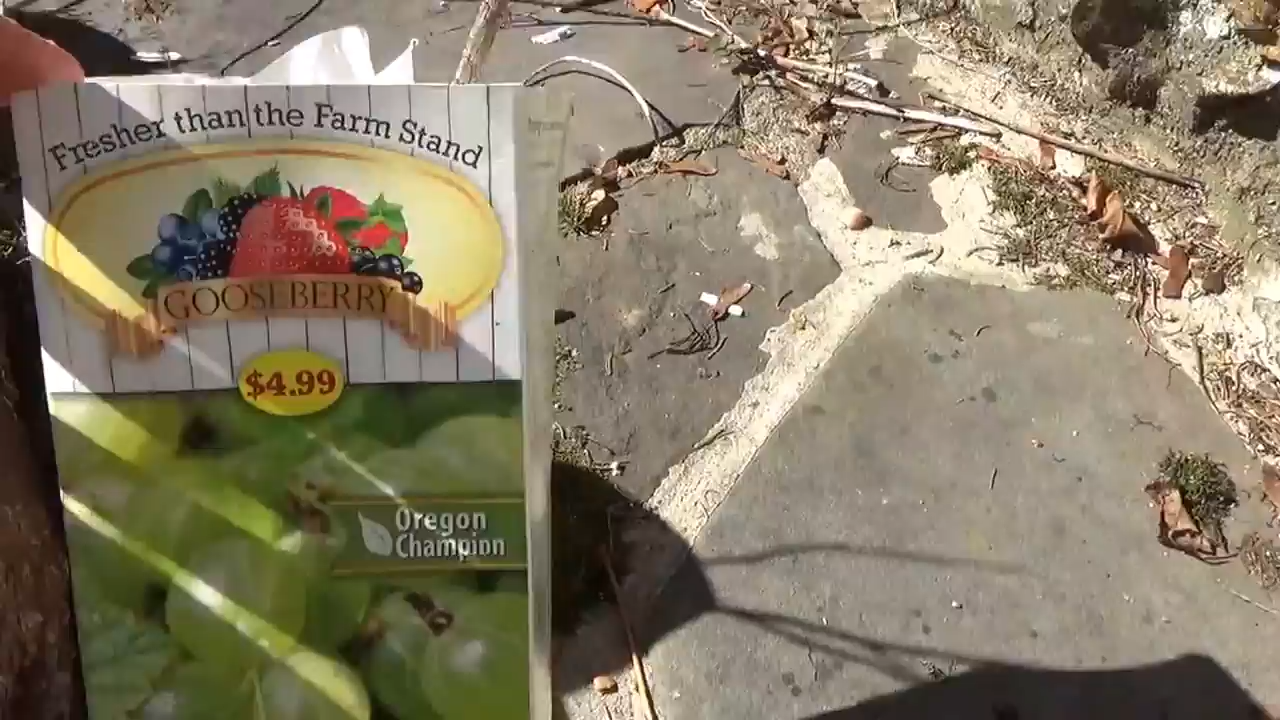 Fresher than the Farm Stand
GOOSEBERRY
$4.99
Oregon
Champion